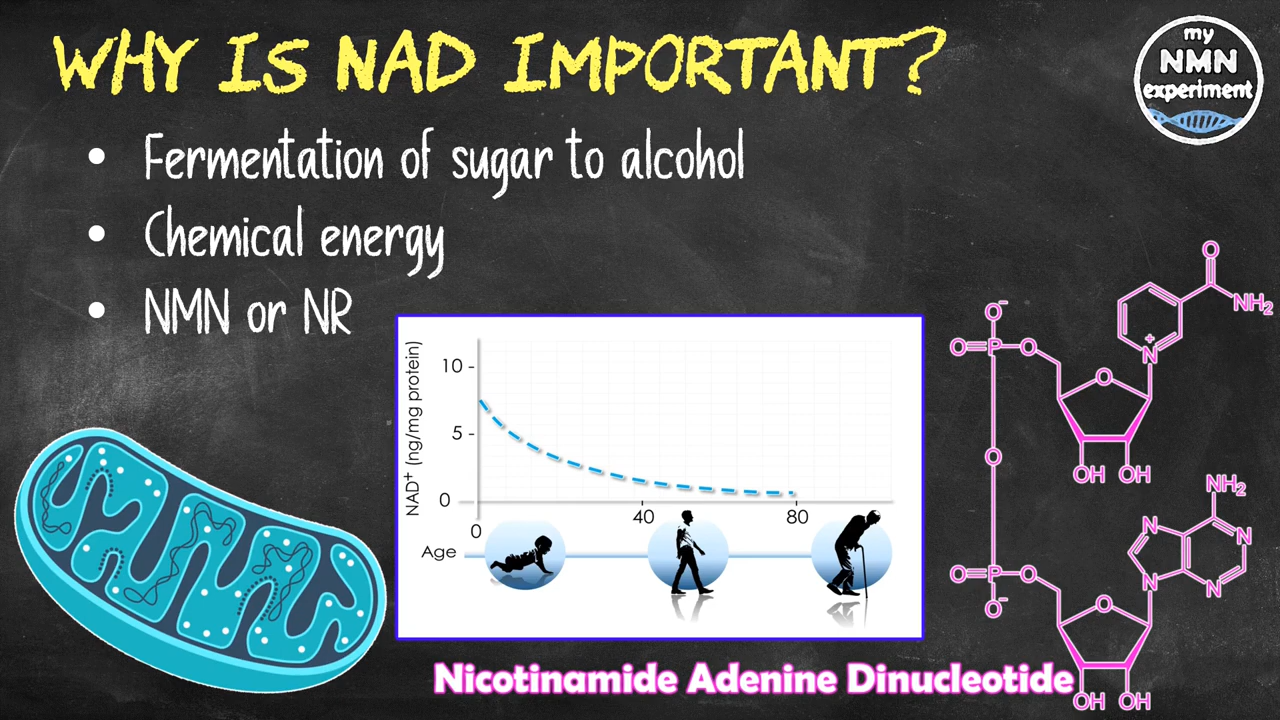 WHY IS NAD IMPORTANT?
my
NMN
experiment
• Fermentation of sugar to alcohol
• Chemical energy
• NMN or NR
NAD+ (ng/mg protein)
10
5
0
0
40
80
Age
O
NH2
O-
O=P-O
N+
O
OH OH
O
NH2
N
N
N
N
O=P-O
O-
O
OH OH
Nicotinamide Adenine Dinucleotide